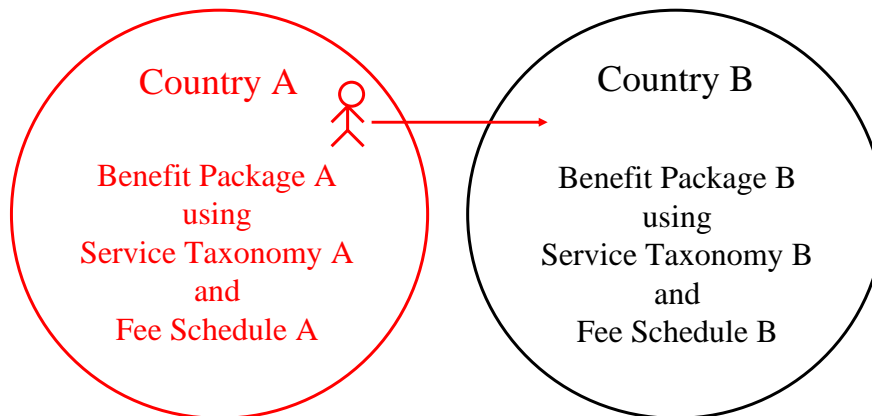 Country A
Benefit Package A
using
Service Taxonomy A
and
Fee Schedule A
Country B
Benefit Package B
using
Service Taxonomy B
and
Fee Schedule B